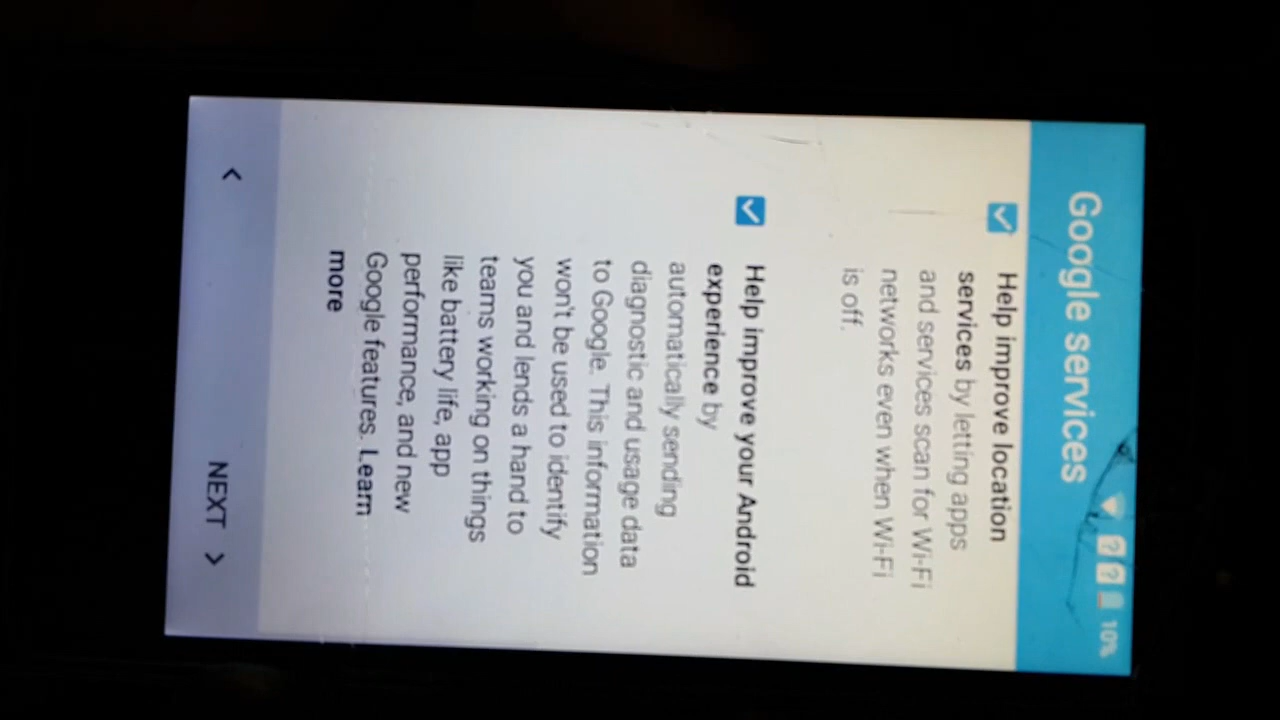 10%
Google services
Help improve location
services by letting apps
and services scan for Wi-Fi
networks even when Wi-Fi
is off.
Help improve your Android
experience by
automatically sending
diagnostic and usage data
to Google. This information
won't be used to identify
you and lends a hand to
teams working on things
like battery life, app
performance, and new
Google features. Learn
more
NEXT